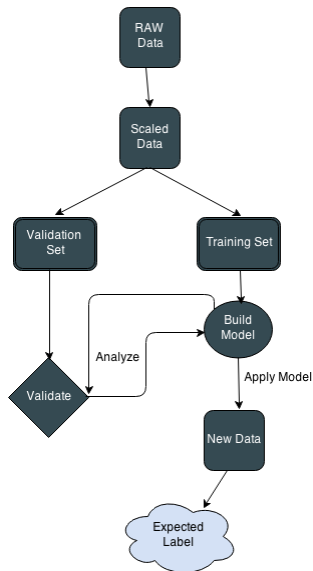 RAW
Data
Scaled
Data
Validation
Set
Training Set
Build
Model
Analyze
Apply Model
Validate
New Data
Expected
Label